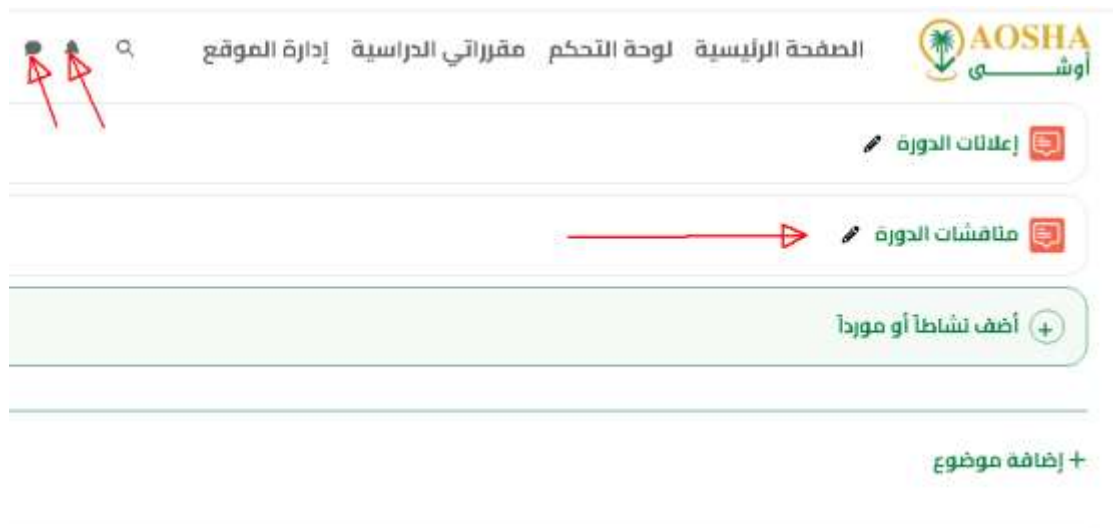 AOSHA
أوشــــى
الصفحة الرئيسية لوحة التحكم مقرراتي الدراسية إدارة الموقع
إعلانات الدورة
مناقشات الدورة
أضف نشاطاً أو مورداً
+ إضافة موضوع